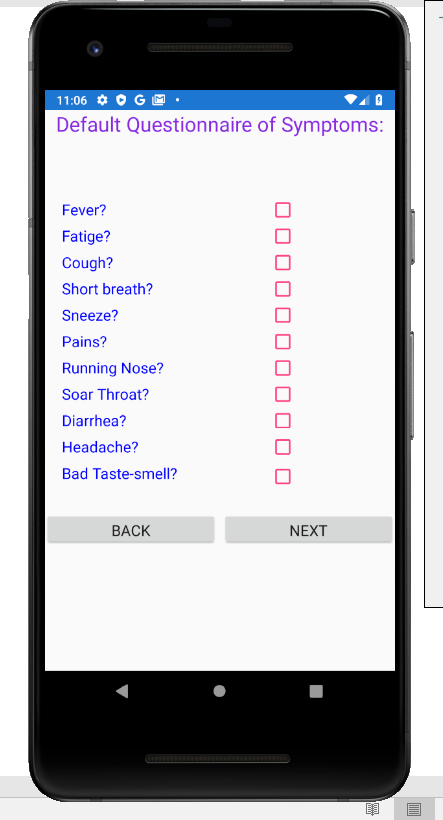 11:06
Default Questionnaire of Symptoms:
Fever?
Fatige?
Cough?
Short breath?
Sneeze?
Pains?
Running Nose?
Soar Throat?
Diarrhea?
Headache?
Bad Taste-smell?
BACK NEXT